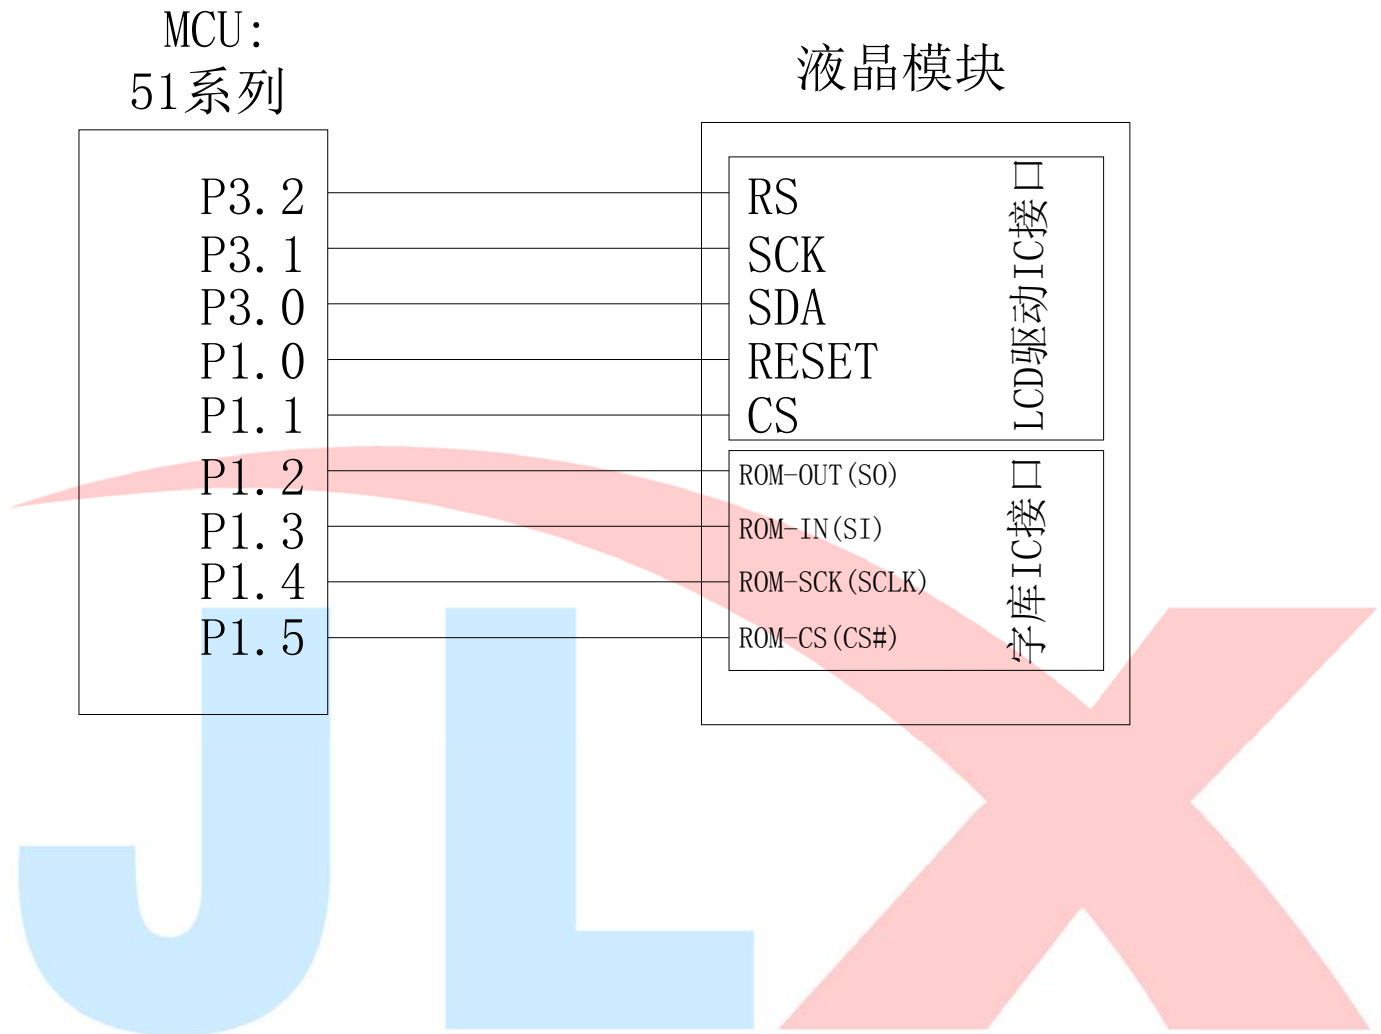 MCU:
51系列
液晶模块
P3.2
P3.1
P3.0
P1.0
P1.1
P1.2
P1.3
P1.4
P1.5
RS
SCK
SDA
RESET
CS
LCD驱动IC接口
ROM-OUT(SO)
ROM-IN(SI)
ROM-SCK(SCLK)
ROM-CS(CS#)
字库IC接口
JLX